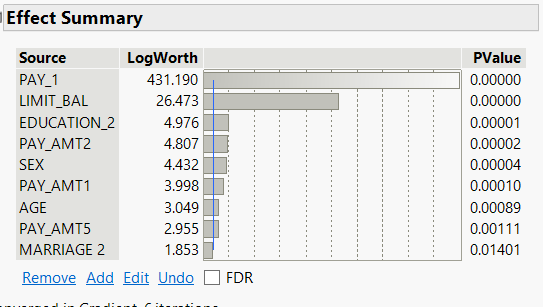 Effect Summary
Source LogWorth PValue
PAY_1 431.190 0.00000
LIMIT_BAL 26.473 0.00000
EDUCATION_2 4.976 0.00001
PAY_AMT2 4.807 0.00002
SEX 4.432 0.00004
PAY_AMT1 3.998 0.00010
AGE 3.049 0.00089
PAY_AMT5 2.955 0.00111
MARRIAGE 2 1.853 0.01401
Remove Add Edit Undo FDR